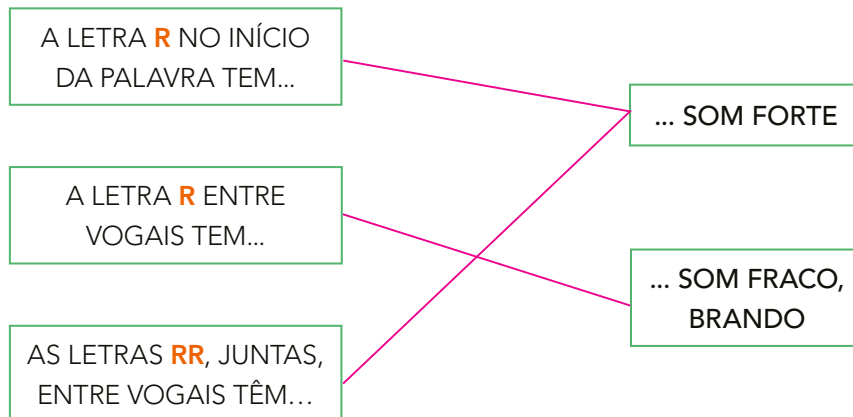 A LETRA R NO INÍCIO
DA PALAVRA TEM...
... SOM FORTE
A LETRA R ENTRE
VOGAIS TEM...
... SOM FRACO,
BRANDO
AS LETRAS RR, JUNTAS,
ENTRE VOGAIS TÊM...